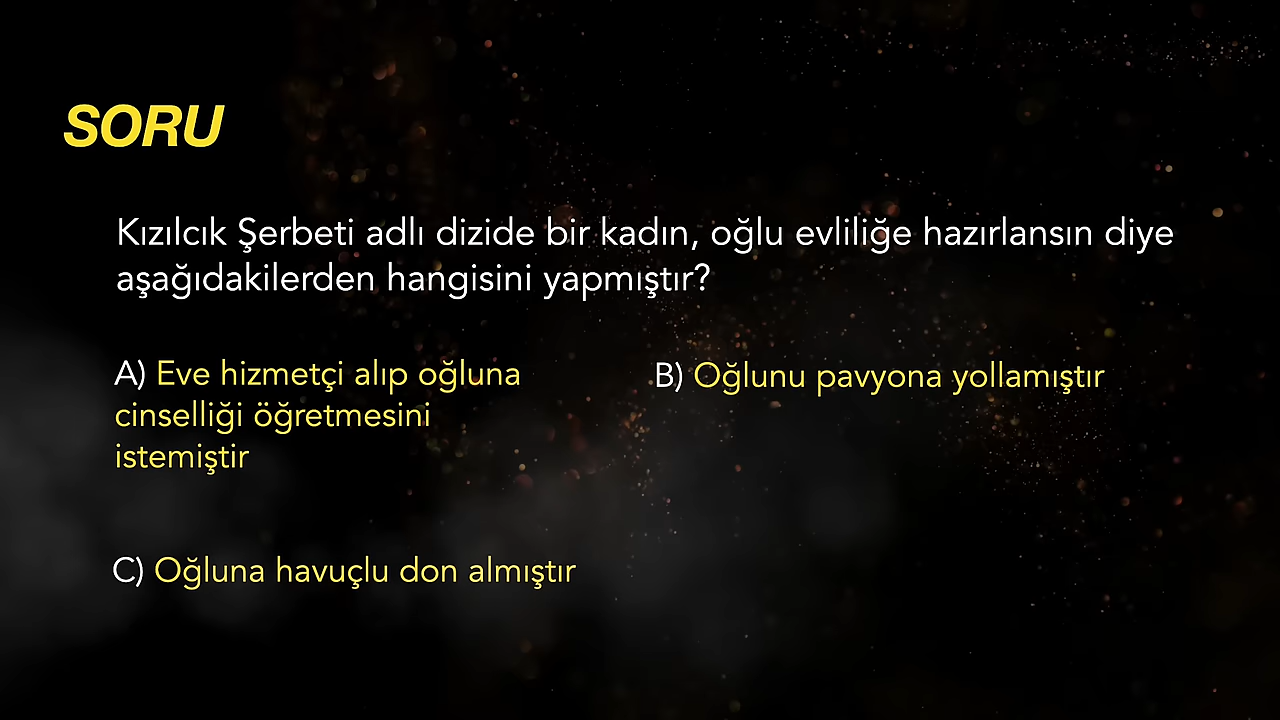 SORU
Kızılcık Şerbeti adlı dizide bir kadın, oğlu evliliğe hazırlansın diye
aşağıdakilerden hangisini yapmıştır?
A) Eve hizmetçi alıp oğluna
cinselliği öğretmesini
istemiştir
B) Oğlunu pavyona yollamıştır
C) Oğluna havuçlu don almıştır